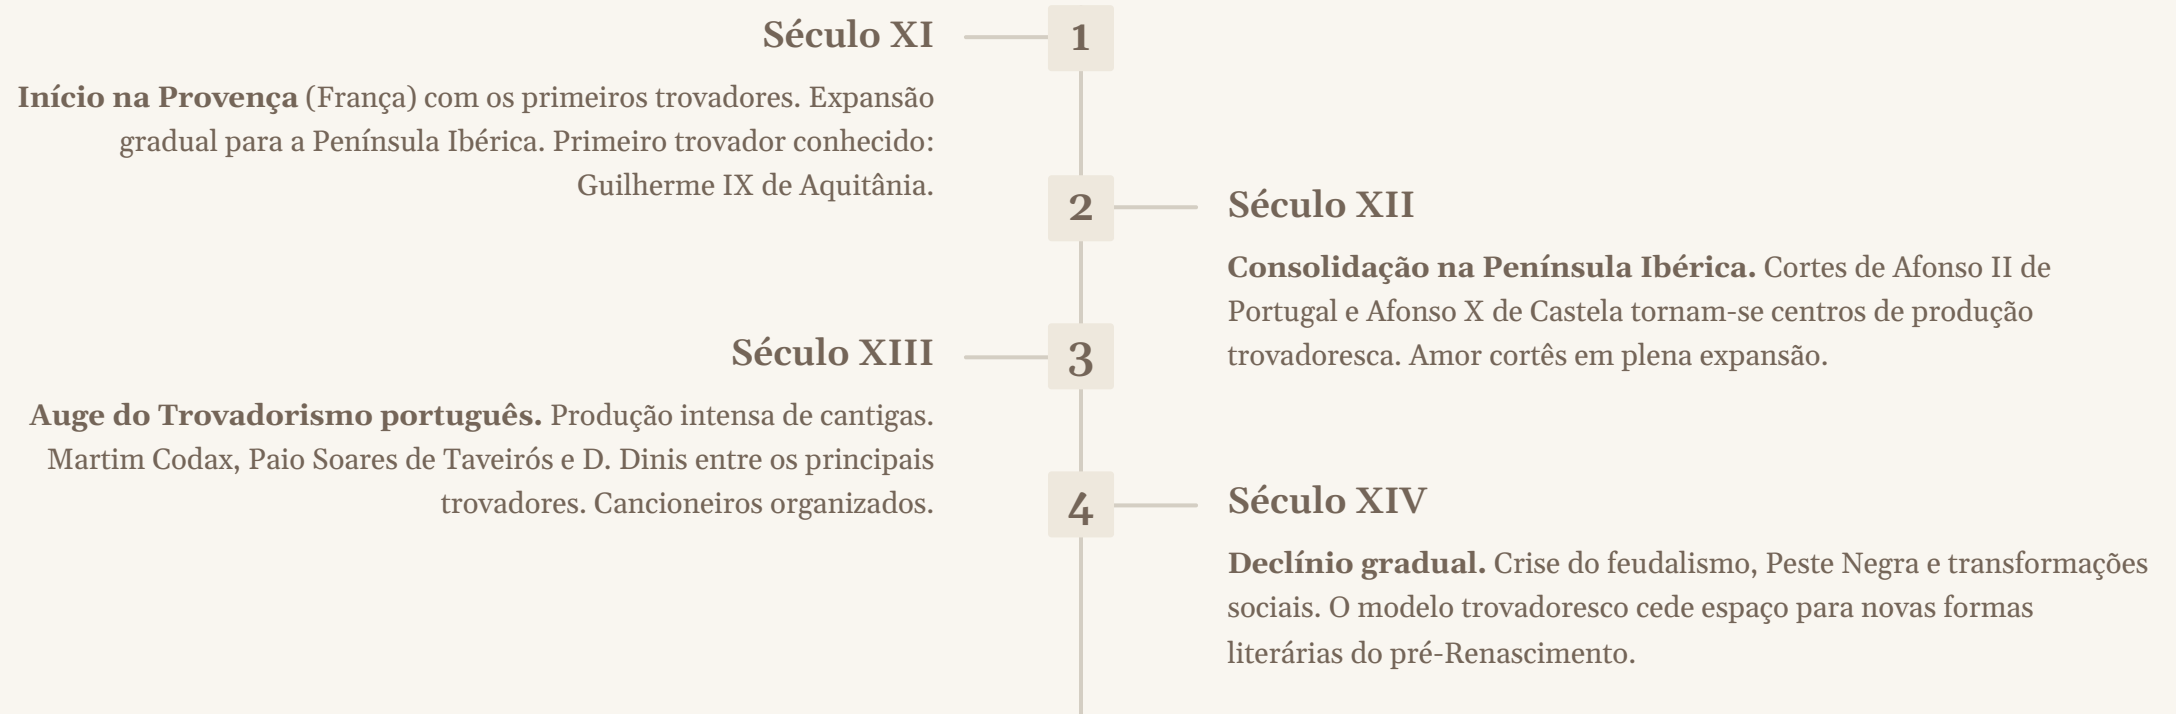 Século XI
1
Início na Provença (França) com os primeiros trovadores. Expansão
gradual para a Península Ibérica. Primeiro trovador conhecido:
Guilherme IX de Aquitânia.
2
Século XII
Consolidação na Península Ibérica. Cortes de Afonso II de
Portugal e Afonso X de Castela tornam-se centros de produção
trovadoresca. Amor cortês em plena expansão.
Século XIII
3
Auge do Trovadorismo português. Produção intensa de cantigas.
Martim Codax, Paio Soares de Taveirós e D. Dinis entre os principais
trovadores. Cancioneiros organizados.
4
Século XIV
Declínio gradual. Crise do feudalismo, Peste Negra e transformações
sociais. O modelo trovadoresco cede espaço para novas formas
literárias do pré-Renascimento.